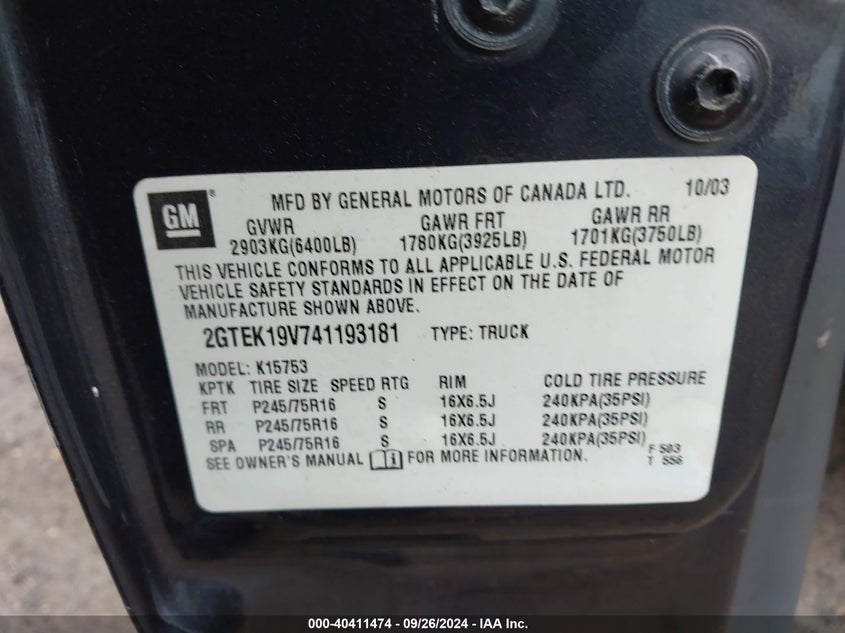 GM
®
MFD BY GENERAL MOTORS OF CANADA LTD. 10/03
GVWR GAWR FRT GAWR RR
2903KG(6400LB) 1780KG(3925LB) 1701KG(3750LB)
THIS VEHICLE CONFORMS TO ALL APPLICABLE U.S. FEDERAL MOTOR
VEHICLE SAFETY STANDARDS IN EFFECT ON THE DATE OF
MANUFACTURE SHOWN ABOVE.
2GTEK19V741193181 TYPE: TRUCK
MODEL: K15753
KPTK TIRE SIZE SPEED RTG RIM COLD TIRE PRESSURE
FRT P245/75R16 S 16X6.5J 240KPA(35PSI)
RR P245/75R16 S 16X6.5J 240KPA(35PSI)
SPA P245/75R16 S 16X6.5J 240KPA(35PSI)
SEE OWNER'S MANUAL i FOR MORE INFORMATION.
F 503
T 556
000-40411474 - 09/26/2024 - IAA Inc.